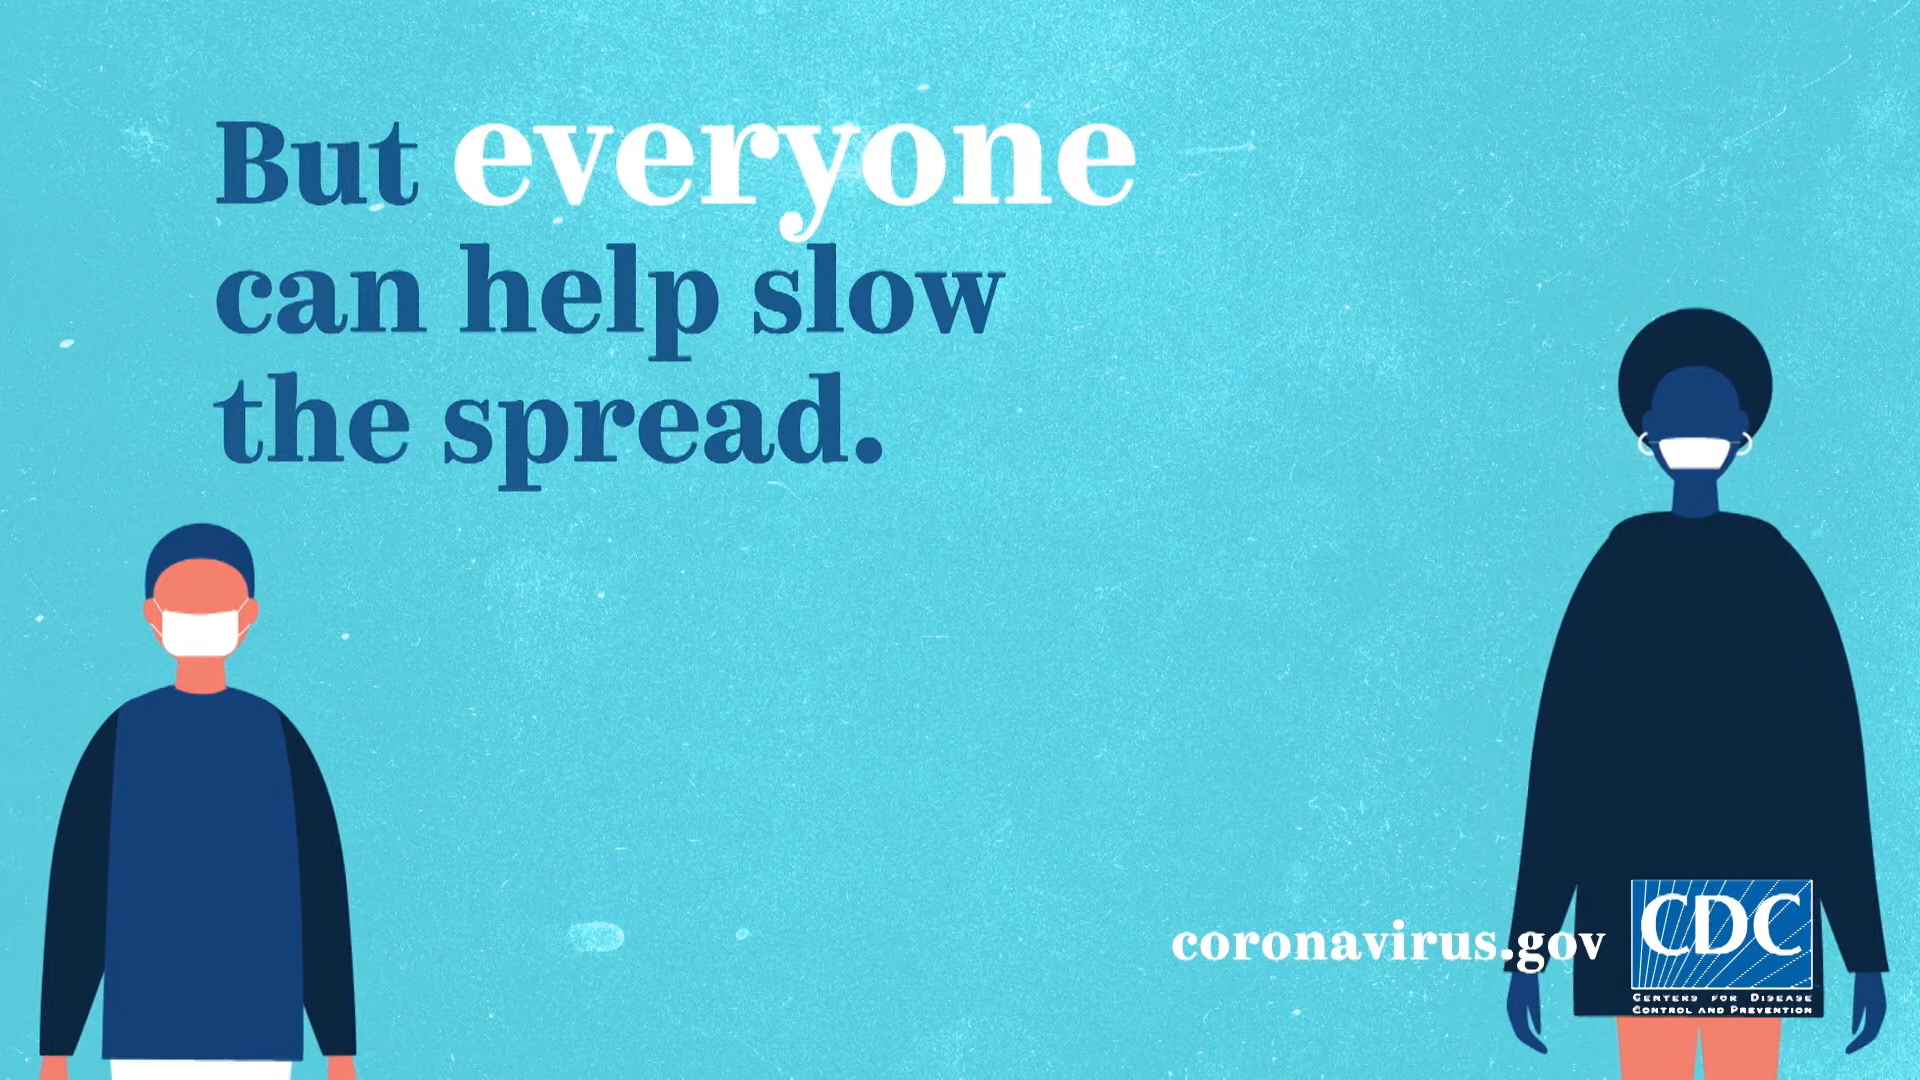 But everyone
can help slow
the spread.
coronavirus.gov
CDC
CENTERS FOR DISEASE
CONTROL AND PREVENTION